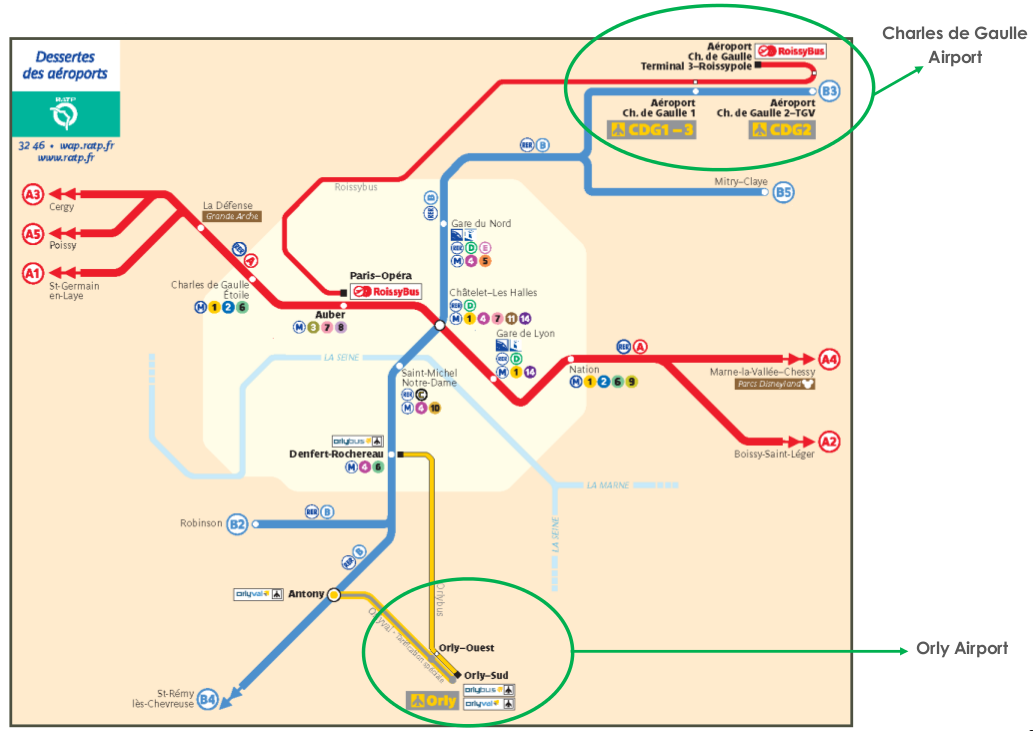 Dessertes
des aéroports
RATP
32 46 • wap.ratp.fr
www.ratp.fr
Charles de Gaulle
Airport
Aéroport
Ch. de Gaulle
Terminal 3–Roissypole
RoissyBus
B3
Aéroport
Ch. de Gaulle 1
CDG1 – 3
Aéroport
Ch. de Gaulle 2–TGV
CDG2
RER B
Mitry–Claye
B5
Roissybus
A3
Cergy
A5
Poissy
A1
St-Germain
en-Laye
La Défense
Grande Arche
RER A
RER B
Gare du Nord
RER D E
M 4 5
Charles de Gaulle
Étoile
M 1 2 6
Paris–Opéra
RoissyBus
Auber
M 3 7 8
Châtelet–Les Halles
RER D
M 1 4 7 11 14
Gare de Lyon
RER D
M 1 14
LA SEINE
Saint-Michel
Notre-Dame
RER C
M 4 10
Nation
M 1 2 6 9
RER A
A4
Marne-la-Vallée–Chessy
Parcs Disneyland
A2
Boissy-Saint-Léger
orlybus
Denfert-Rochereau
M 4 6
LA MARNE
LA SEINE
Robinson
B2
RER B
RER B
orlyval
Antony
Orlybus
Orlyval - tarification spéciale
Orly–Ouest
Orly–Sud
Orly
orlybus
orlyval
St-Rémy
lès-Chevreuse
B4
Orly Airport